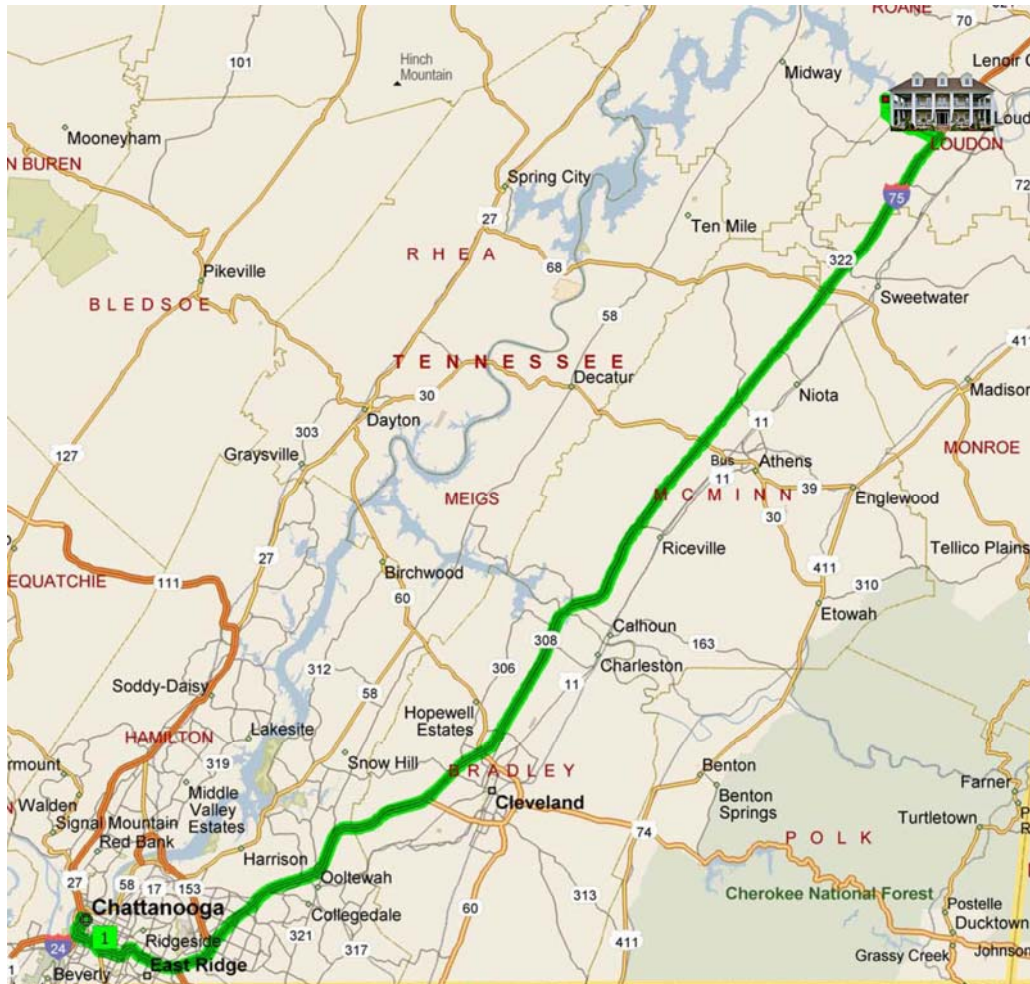 ROANE
321
70
101
Hinch
Mountain
Midway
Lenoir C
Loud
LOUDON
Mooneyham
N BUREN
Spring City
75
72
27
Ten Mile
RHEA
322
68
Pikeville
Sweetwater
BLEDSOE
58
411
TENNESSEE
Decatur
Madison
30
Niota
Dayton
11
303
MONROE
127
Graysville
Bus
11
Athens
MEIGS
MCMINN
39
Englewood
30
Riceville
27
Tellico Plains
EQUATCHIE
111
Birchwood
411
310
60
Etowah
Calhoun
308
163
312
306
Charleston
11
Soddy-Daisy
58
Hopewell
Estates
HAMILTON
Lakesite
319
Snow Hill
BRADLEY
rmount
Middle
Valley
Estates
Benton
Farner
Walden
Cleveland
Benton
Springs
Signal Mountain
74
Turtletown
Red Bank
POLK
Harrison
27
58
17
153
Ooltewah
313
Cherokee National Forest
Postelle
Chattanooga
Collegedale
60
Ducktown
1
Ridgeside
321
317
411
24
Grassy Creek
Johnson
East Ridge
Beverly